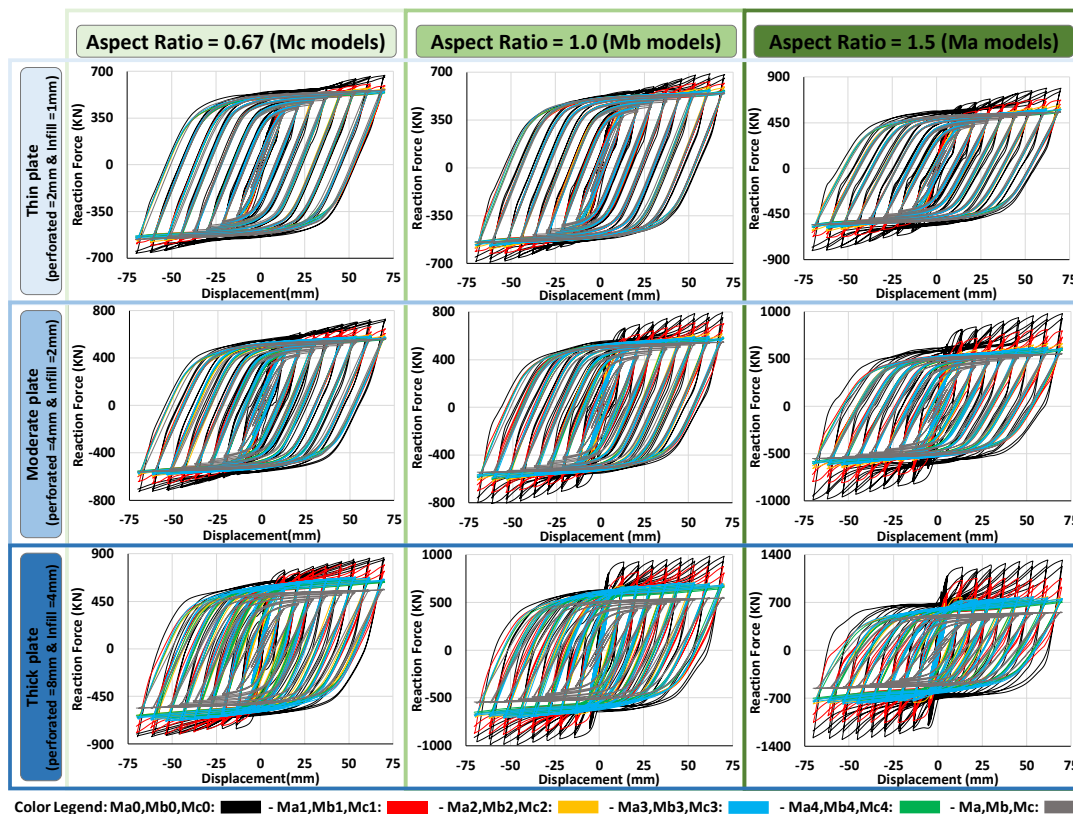 Aspect Ratio = 0.67 (Mc models)
Aspect Ratio = 1.0 (Mb models)
Aspect Ratio = 1.5 (Ma models)
Thin plate
(perforated =2mm & Infill =1mm)
Reaction Force (KN)
700
350
0
-350
-700
-75 -50 -25 0 25 50 75
Displacement(mm)
Reaction Force (KN)
700
350
0
-350
-700
-75 -50 -25 0 25 50 75
Displacement (mm)
Reaction Force (KN)
900
450
0
-450
-900
-75 -50 -25 0 25 50 75
Displacement (mm)
Moderate plate
(perforated =4mm & Infill =2mm)
Reaction Force (KN)
800
400
0
-400
-800
-75 -50 -25 0 25 50 75
Displacement(mm)
Reaction Force (KN)
800
400
0
-400
-800
-75 -50 -25 0 25 50 75
Displacement (mm)
Reaction Force (KN)
1000
500
0
-500
-1000
-75 -50 -25 0 25 50 75
Displacement (mm)
Thick plate
(perforated =8mm & Infill =4mm)
Reaction Force (KN)
900
450
0
-450
-900
-75 -50 -25 0 25 50 75
Displacement(mm)
Reaction Force (KN)
1000
500
0
-500
-1000
-75 -50 -25 0 25 50 75
Displacement (mm)
Reaction Force (KN)
1400
700
0
-700
-1400
-75 -50 -25 0 25 50 75
Displacement (mm)
Color Legend: Ma0,Mb0,Mc0: - Ma1,Mb1,Mc1: - Ma2,Mb2,Mc2: - Ma3,Mb3,Mc3: - Ma4,Mb4,Mc4: - Ma,Mb,Mc: